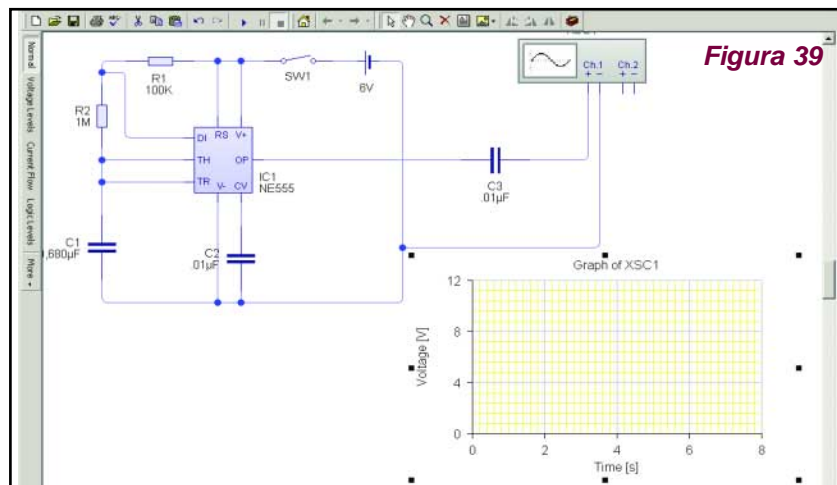 Figura 39
Normal
Voltage Levels
Current Flow
Logic Levels
More
R1
100K
SW1
6V
Ch.1
Ch.2
+ -
+ -
R2
1M
DI
RS
V+
TH
OP
TR
V-
CV
IC1
NE555
C3
.01µF
C1
,680µF
C2
.01µF
Graph of XSC1
Voltage [V]
12
8
4
0
0 2 4 6 8
Time [s]